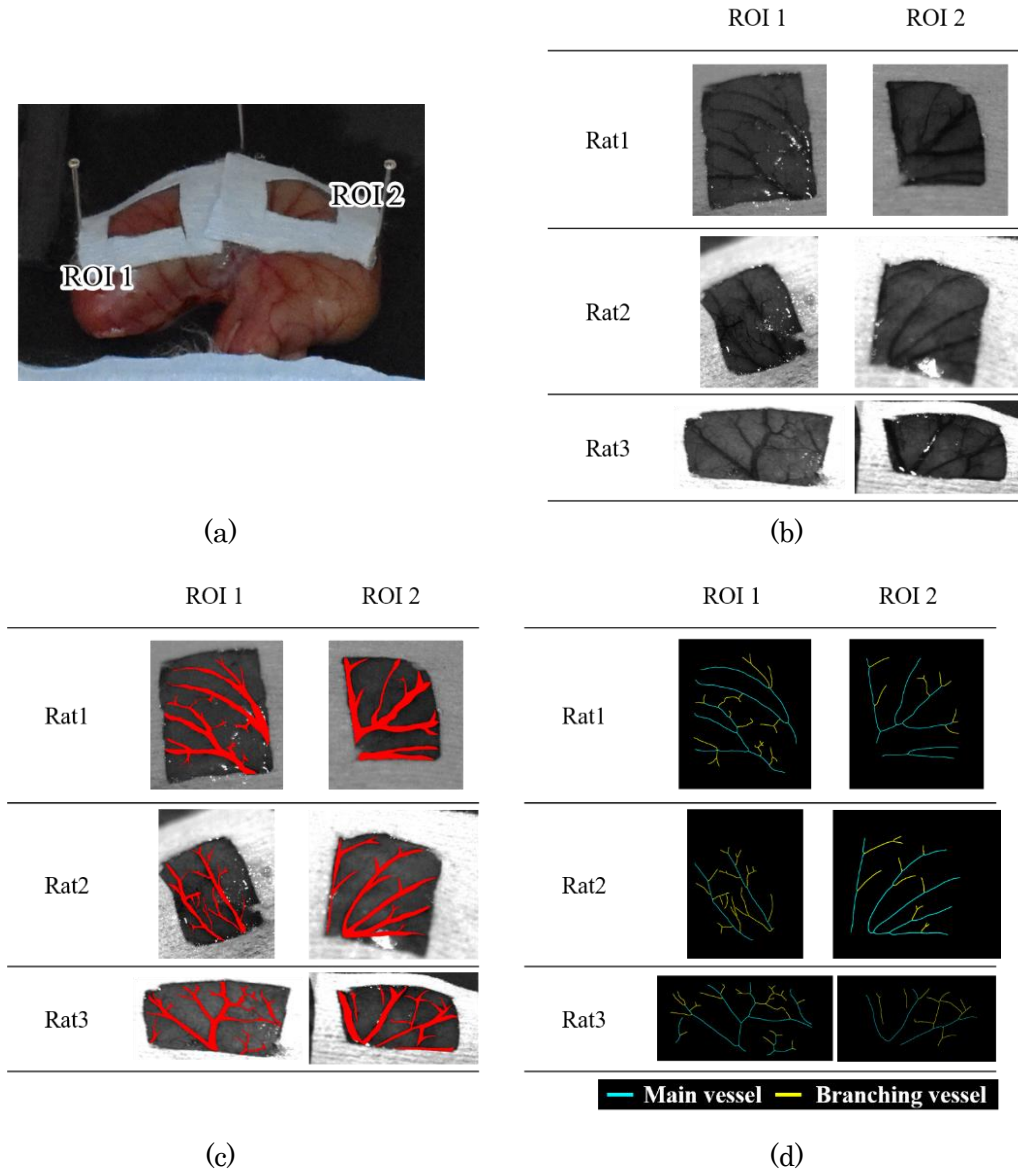 ROI 1 ROI 2
ROI 2
ROI 1
Rat1
Rat2
Rat3
(a) (b)
ROI 1 ROI 2 ROI 1 ROI 2
Rat1 Rat1
Rat2 Rat2
Rat3 Rat3
Main vessel Branching vessel
(c) (d)